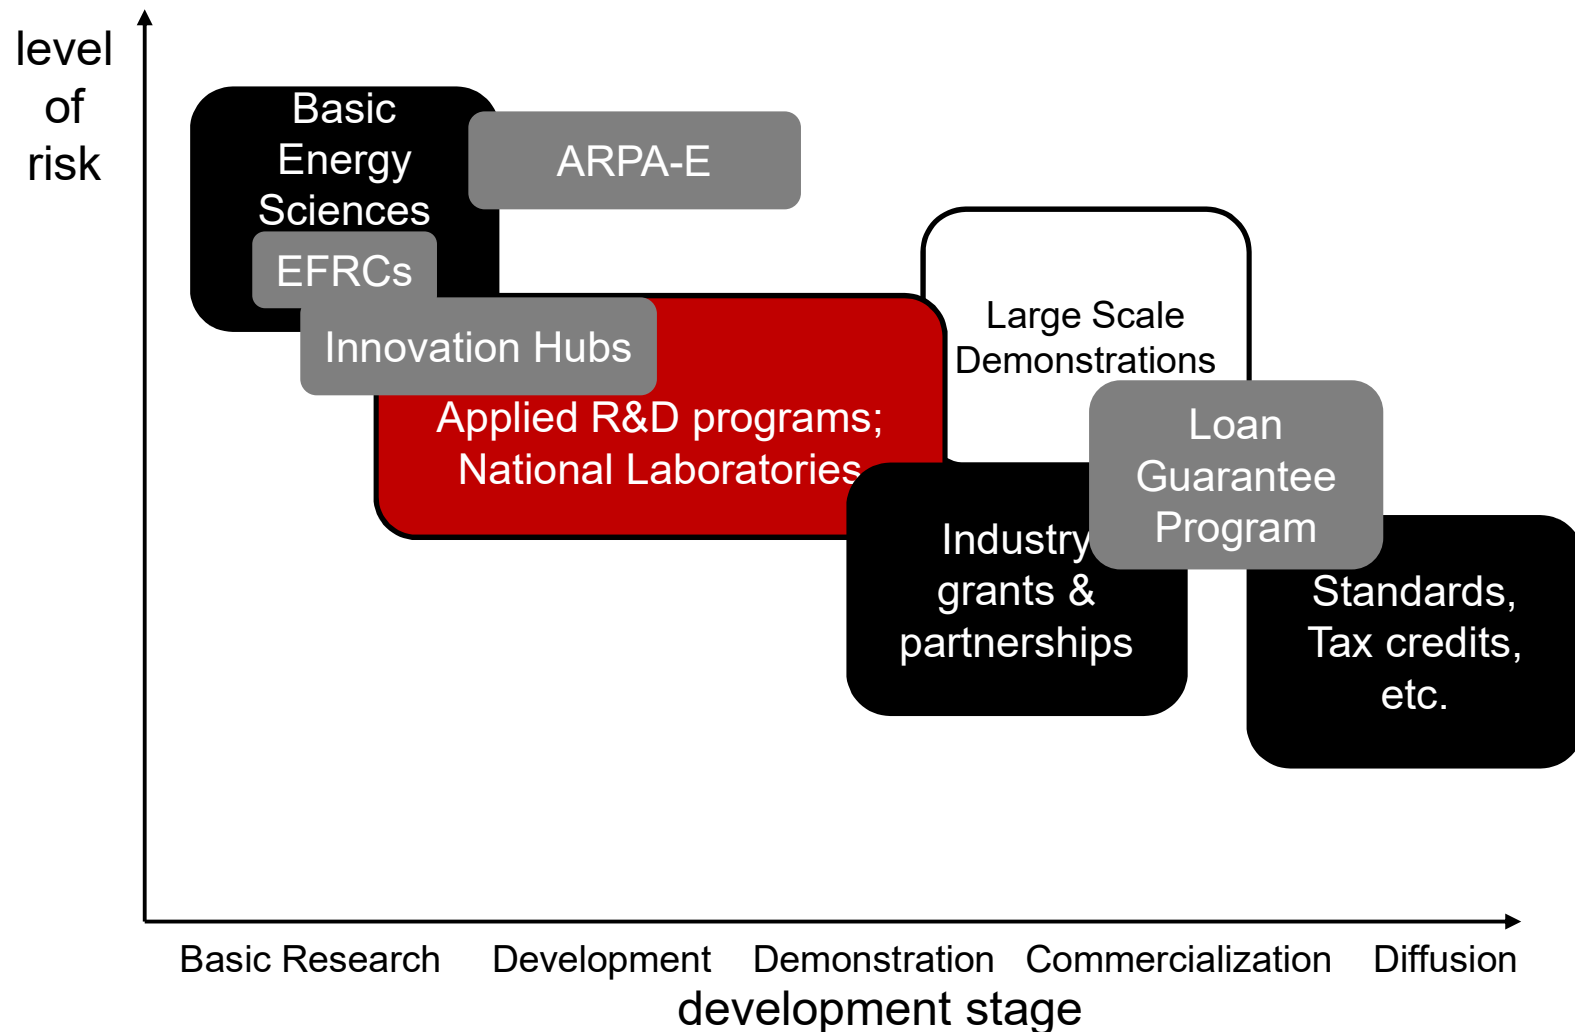 level
of
risk
Basic
Energy
Sciences
ARPA-E
EFRCs
Innovation Hubs
Large Scale
Demonstrations
Applied R&D programs;
National Laboratories
Loan
Guarantee
Program
Industry
grants &
partnerships
Standards,
Tax credits,
etc.
Basic Research
Development
Demonstration
Commercialization
Diffusion
development stage